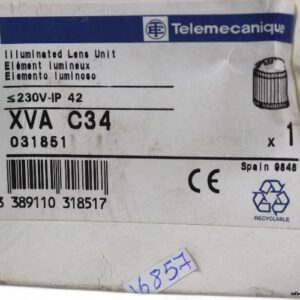 Telemecanique
Illuminated Lens Unit
Elément lumineux
Elemento luminoso
≤230V-IP 42
XVA C34
031851
x 1
Spain 9848
3 389110 318517
CE
RECYCLABLE
16857